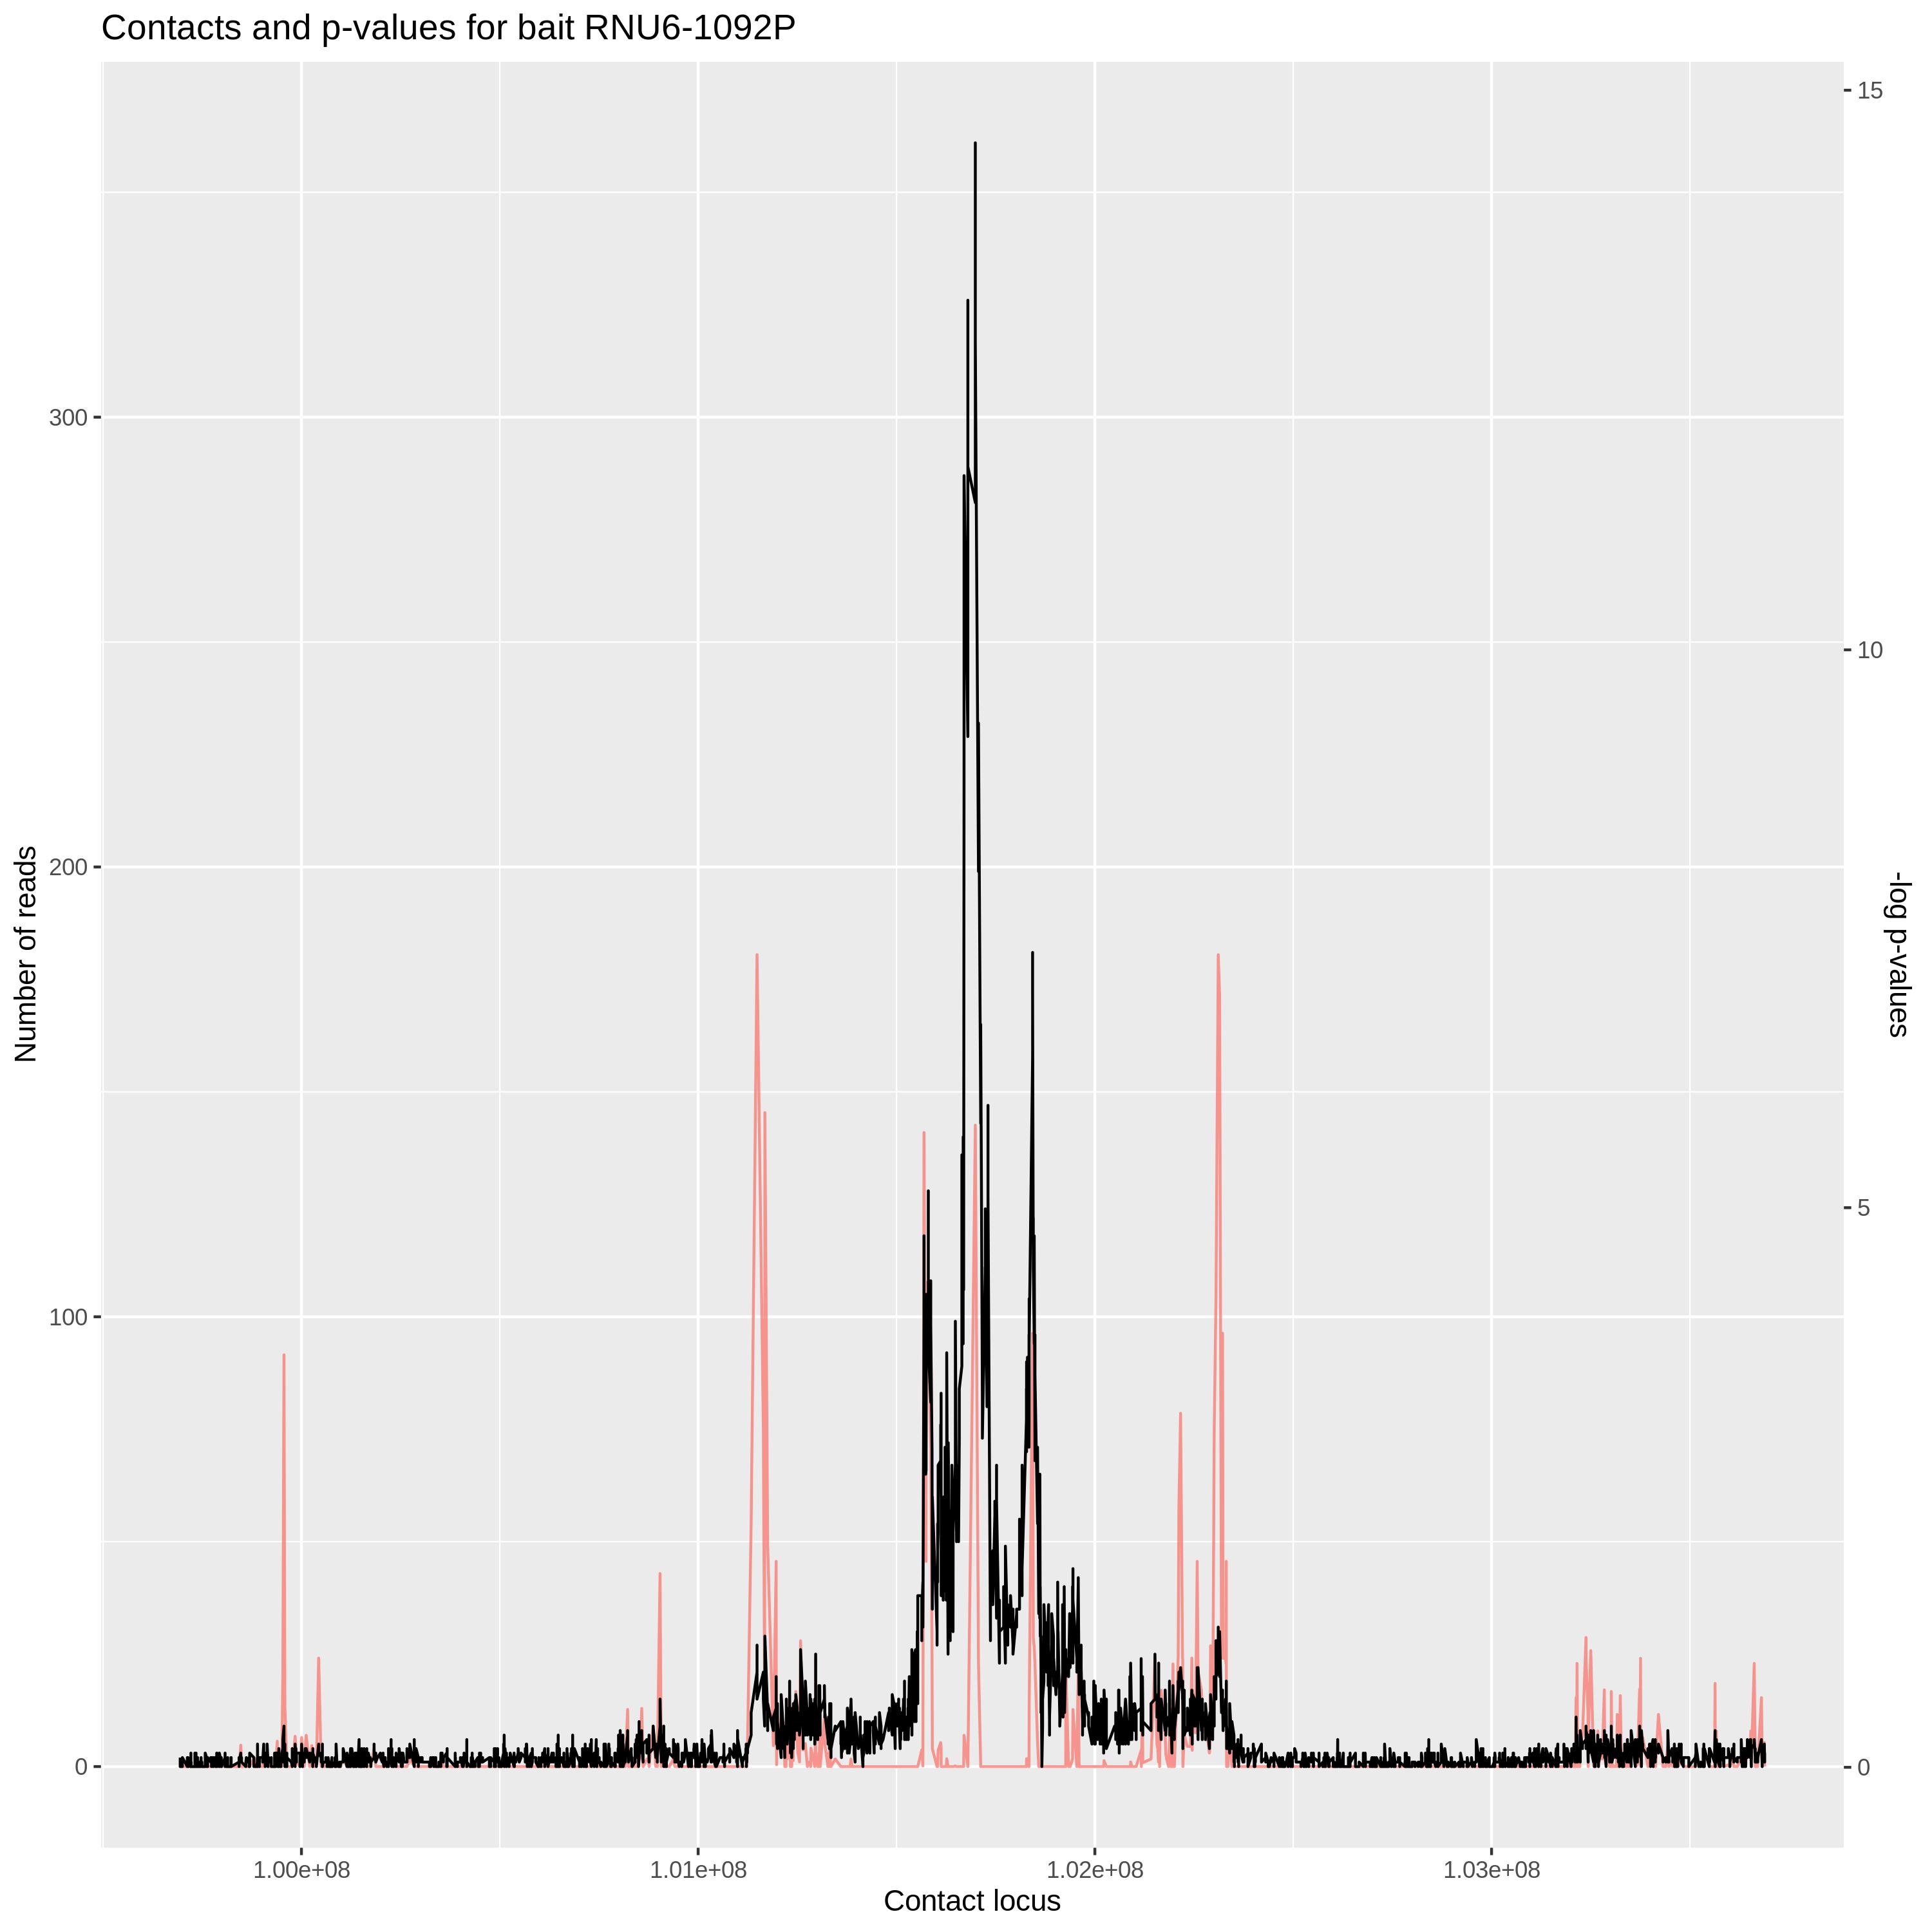 Contacts and p-values for bait RNU6-1092P
15
300
10
200
Number of reads
-log p-values
5
100
0
0
1.00e+08
1.01e+08
1.02e+08
1.03e+08
Contact locus